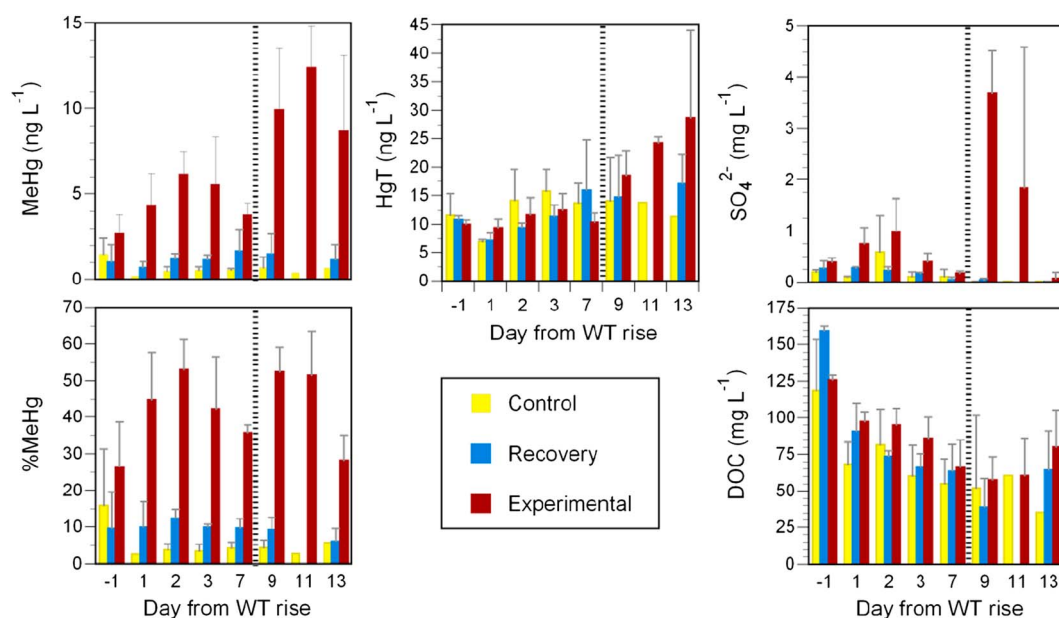 15
10
5
0
MeHg (ng L⁻¹)
70
60
50
40
30
20
10
0
%MeHg
-1 1 2 3 7 9 11 13
Day from WT rise
45
40
35
30
25
20
15
10
5
0
HgT (ng L⁻¹)
-1 1 2 3 7 9 11 13
Day from WT rise
Control
Recovery
Experimental
5
4
3
2
1
0
SO₄²⁻ (mg L⁻¹)
175
150
125
100
75
50
25
0
DOC (mg L⁻¹)
-1 1 2 3 7 9 11 13
Day from WT rise